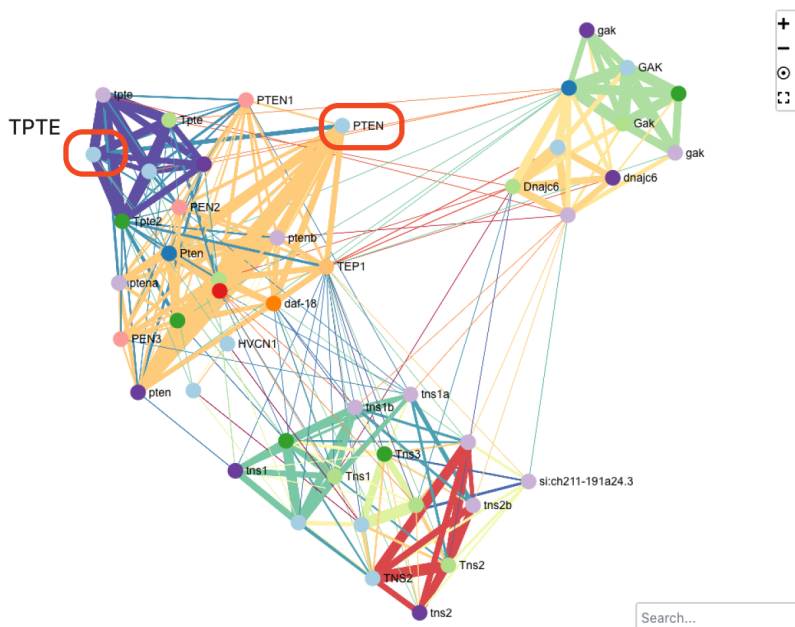 gak
+
GAK
−
tpte
PTEN1
TPTE
Tpte
PTEN
Gak
gak
Dnajc6
dnajc6
PEN2
Tpte2
ptenb
Pten
TEP1
ptena
daf-18
PEN3
HVCN1
pten
tns1a
tns1b
Tns3
tns1
Tns1
si:ch211-191a24.3
tns2b
Tns2
TNS2
tns2
Search...